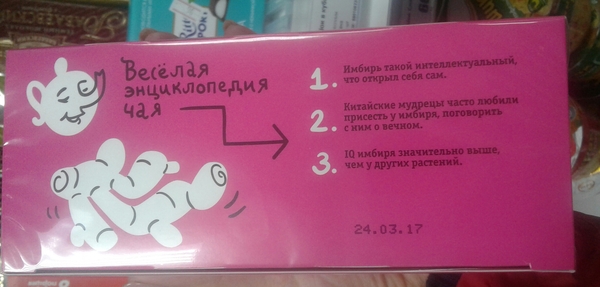 Весёлая
энциклопедия
чая
1. Имбирь такой интеллектуальный,
что открыл себя сам.
2. Китайские мудрецы часто любили
присесть у имбиря, поговорить
с ним о вечном.
3. IQ имбиря значительно выше,
чем у других растений.
24.03.17